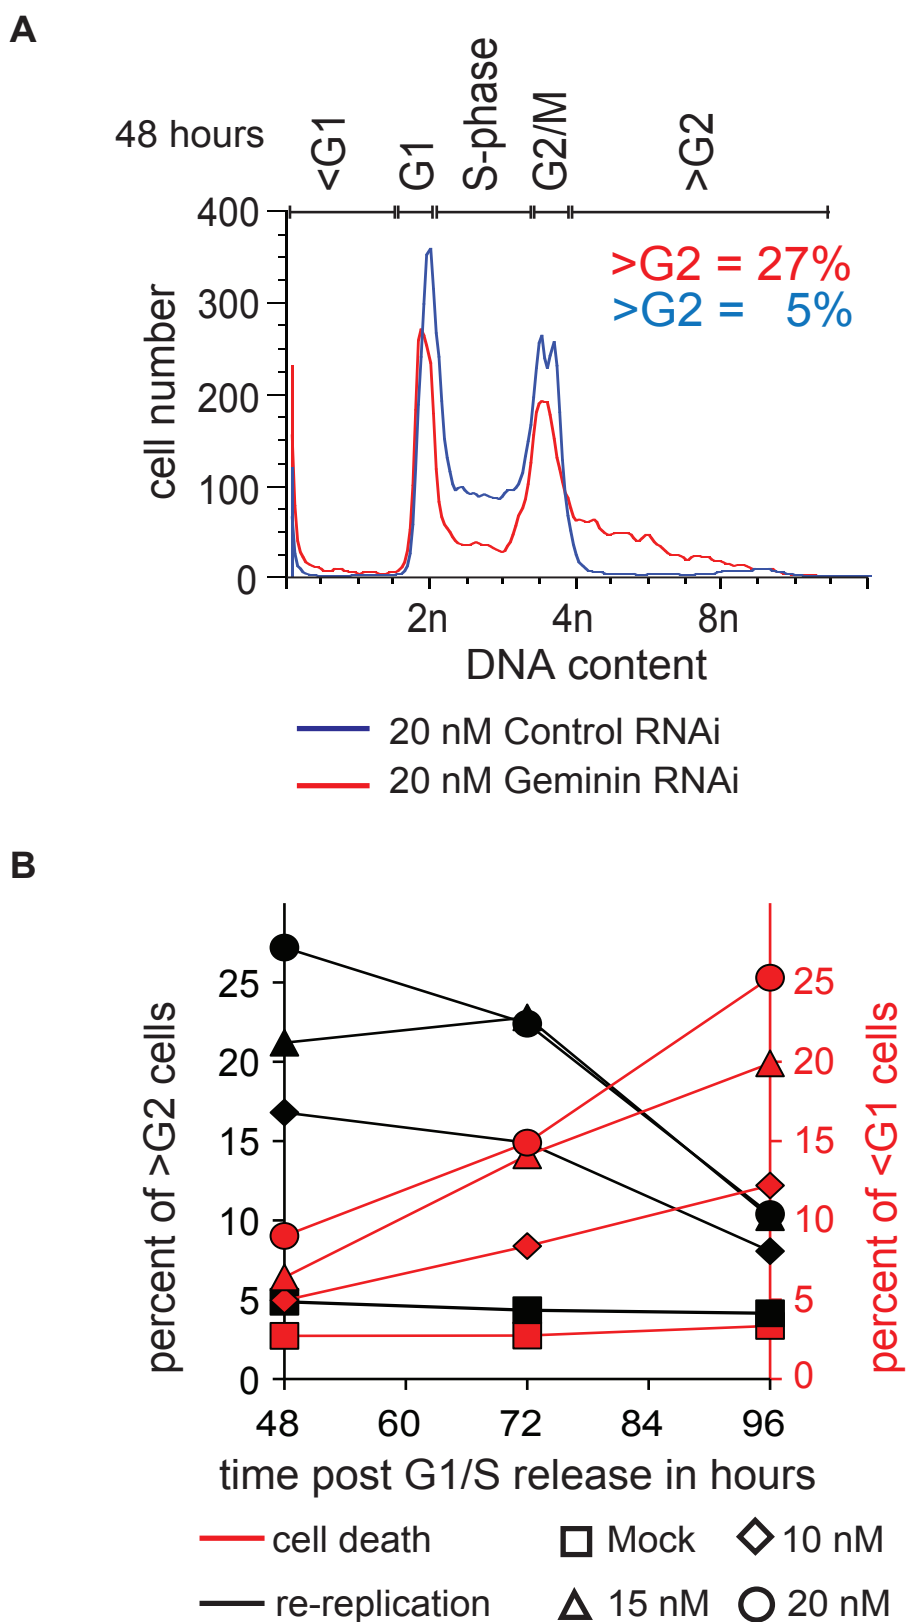 A
48 hours
<G1
G1
S-phase
G2/M
>G2
400
300
200
100
0
cell number
>G2 = 27%
>G2 = 5%
2n
4n
8n
DNA content
20 nM Control RNAi
20 nM Geminin RNAi
B
percent of >G2 cells
25
20
15
10
5
0
25
20
15
10
5
0
percent of <G1 cells
48
60
72
84
96
time post G1/S release in hours
cell death
Mock
10 nM
re-replication
15 nM
20 nM